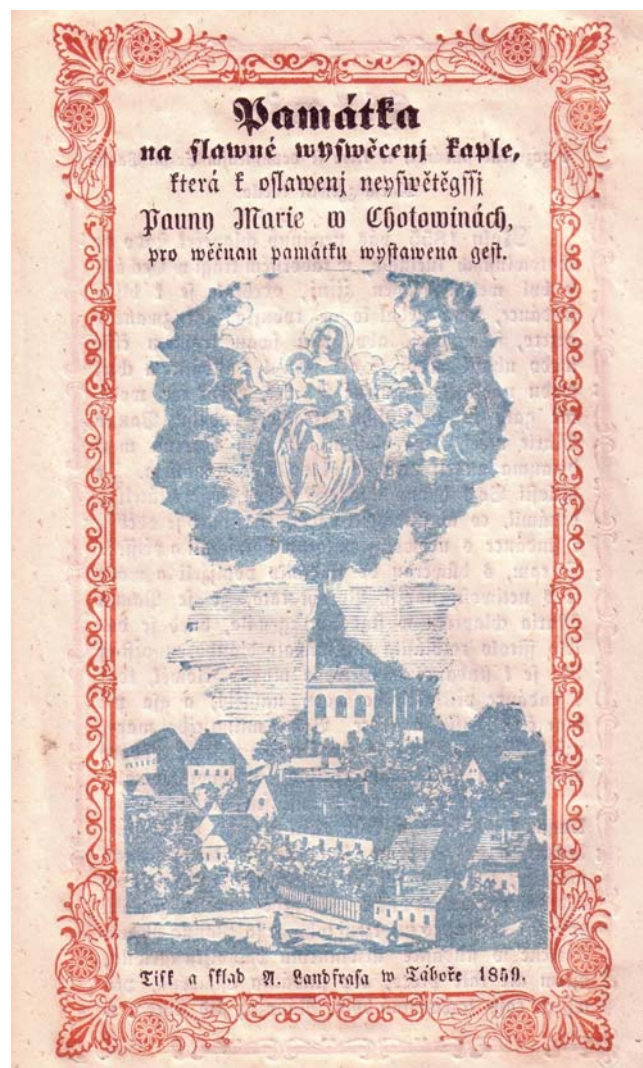 Památka
na slawné wyswěcenj kaple,
která k oslawenj neyswětěgssj
Panny Marie w Chotowinách,
pro wěčnau památku wystawena gest.
Tisk a sklad A. Landfrasa w Táboře 1859.